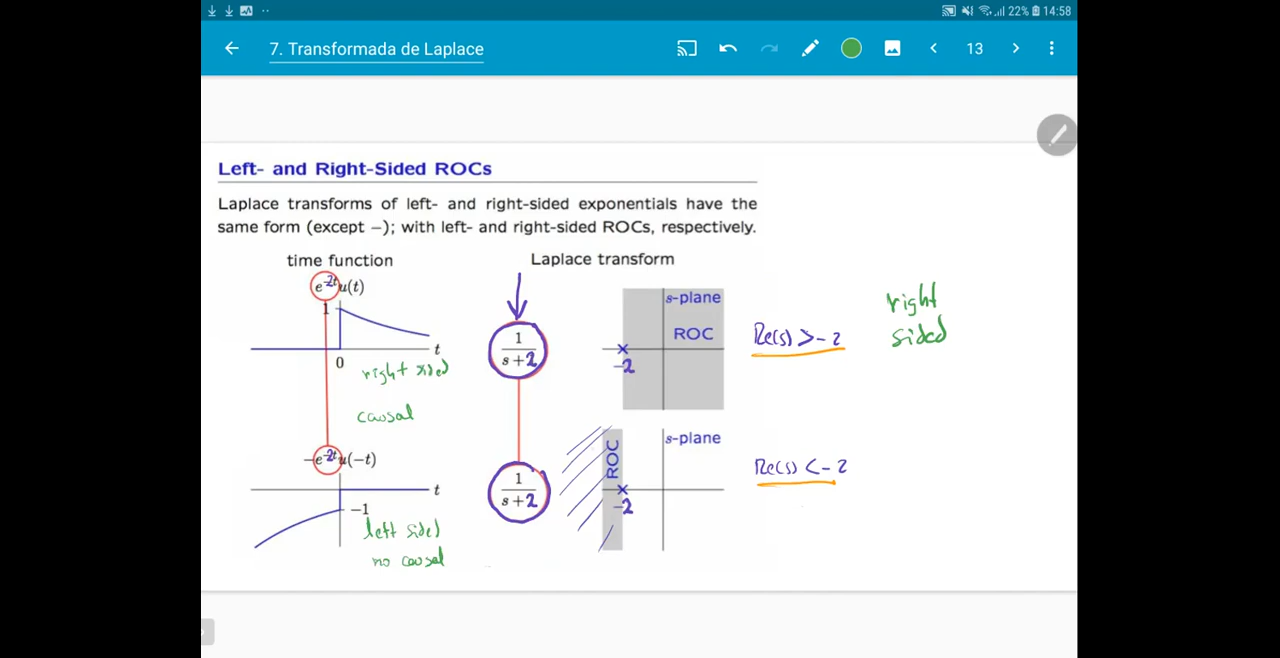 22% 14:58
7. Transformada de Laplace
13
Left- and Right-Sided ROCs
Laplace transforms of left- and right-sided exponentials have the
same form (except −); with left- and right-sided ROCs, respectively.
time function
Laplace transform
e^-2t u(t)
1
0
t
right sided
causal
1
s+2
s-plane
ROC
-2
Re(s) > -2
right
sided
−e^-2t u(−t)
t
−1
left sided
no causal
1
s+2
ROC
s-plane
-2
Re(s) < -2